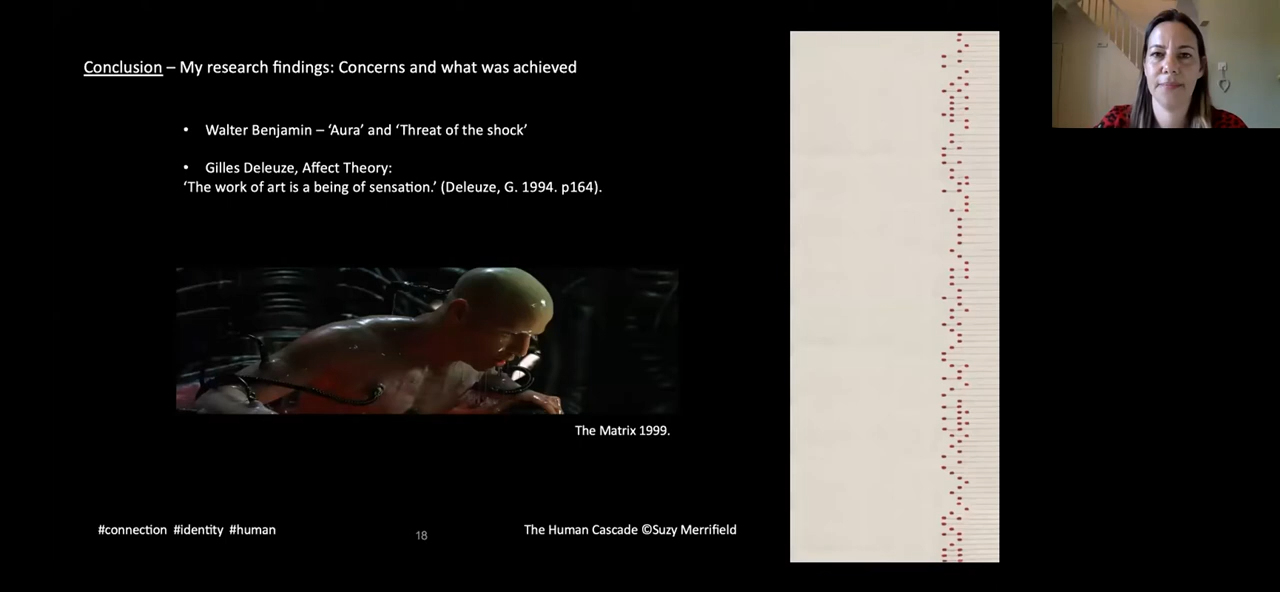 Conclusion – My research findings: Concerns and what was achieved
• Walter Benjamin – ‘Aura’ and ‘Threat of the shock’
• Gilles Deleuze, Affect Theory:
‘The work of art is a being of sensation.’ (Deleuze, G. 1994. p164).
The Matrix 1999.
#connection #identity #human
18
The Human Cascade ©Suzy Merrifield